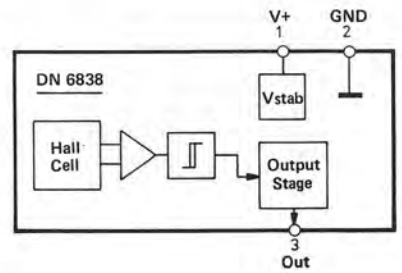 V+ GND
1 2
DN 6838
Vstab
Hall
Cell
Output
Stage
3
Out